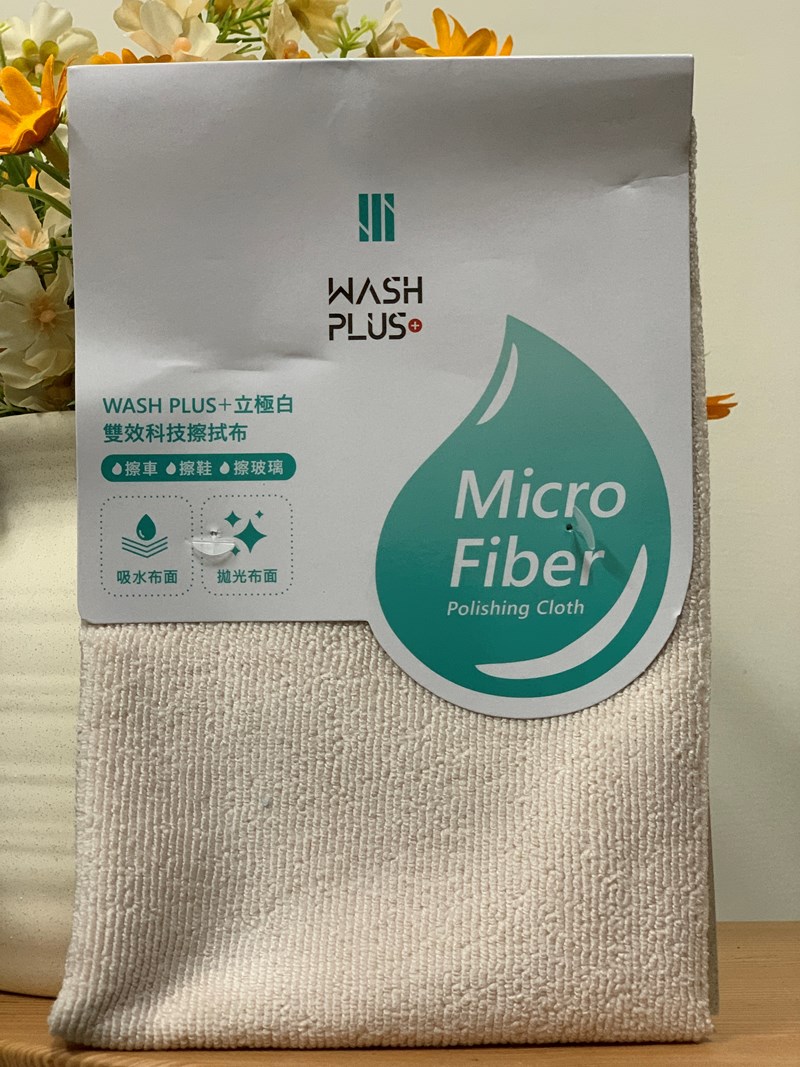 WASH
PLUS+
WASH PLUS+立極白
雙效科技擦拭布
擦車 擦鞋 擦玻璃
吸水布面 拋光布面
Micro
Fiber
Polishing Cloth